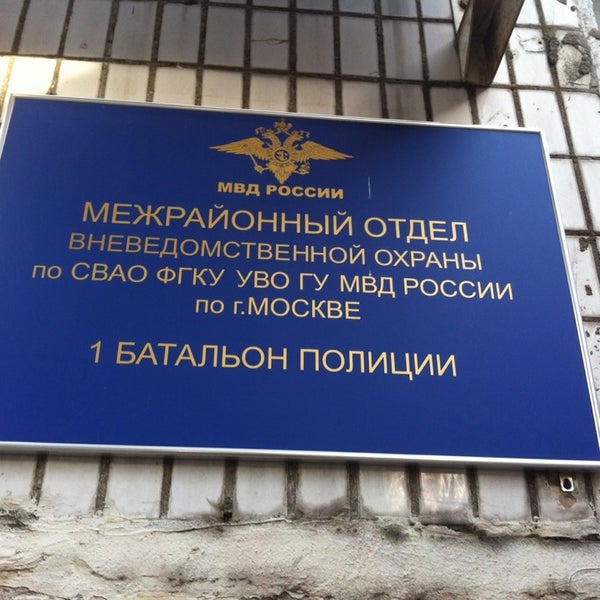 МВД РОССИИ
МЕЖРАЙОННЫЙ ОТДЕЛ
ВНЕВЕДОМСТВЕННОЙ ОХРАНЫ
по СВАО ФГКУ УВО ГУ МВД РОССИИ
по г.МОСКВЕ
1 БАТАЛЬОН ПОЛИЦИИ